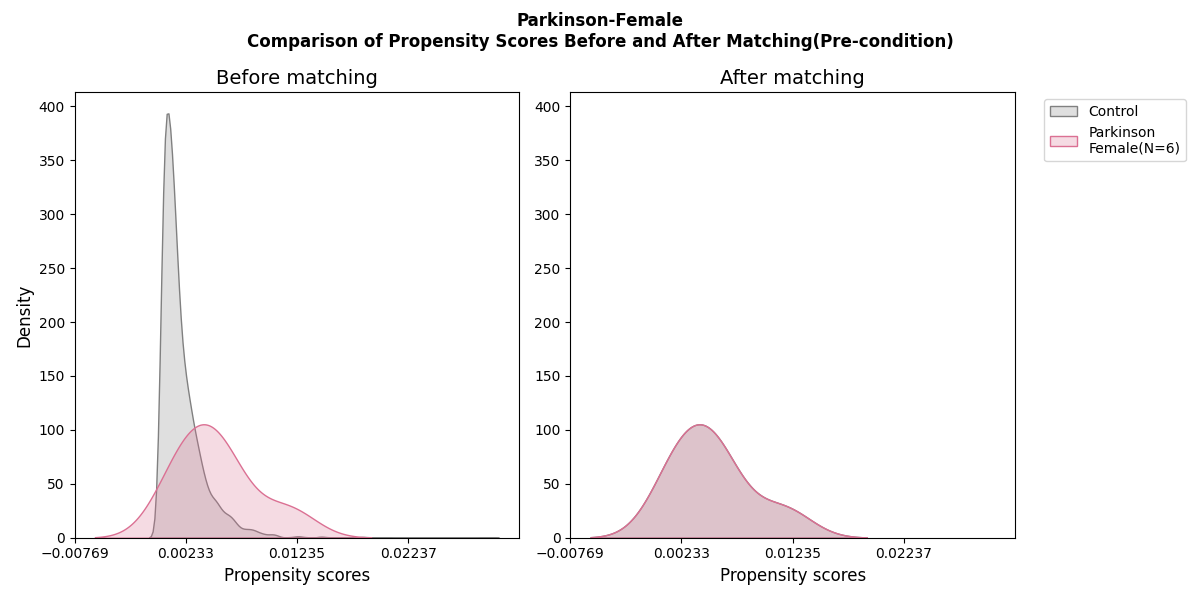 Parkinson-Female
Comparison of Propensity Scores Before and After Matching(Pre-condition)
Before matching
After matching
400
350
300
250
200
150
100
50
0
Density
−0.00769
0.00233
0.01235
0.02237
Propensity scores
400
350
300
250
200
150
100
50
0
−0.00769
0.00233
0.01235
0.02237
Propensity scores
Control
Parkinson
Female(N=6)